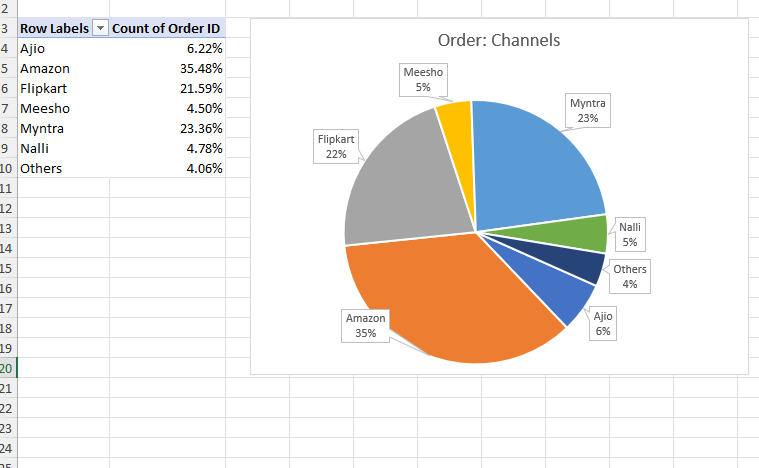 2
3 Row Labels Count of Order ID
4 Ajio 6.22%
5 Amazon 35.48%
6 Flipkart 21.59%
7 Meesho 4.50%
8 Myntra 23.36%
9 Nalli 4.78%
10 Others 4.06%
11
12
13
14
15
16
17
18
19
20
21
22
23
24
25
Order: Channels
Meesho
5%
Myntra
23%
Flipkart
22%
Nalli
5%
Others
4%
Amazon
35%
Ajio
6%